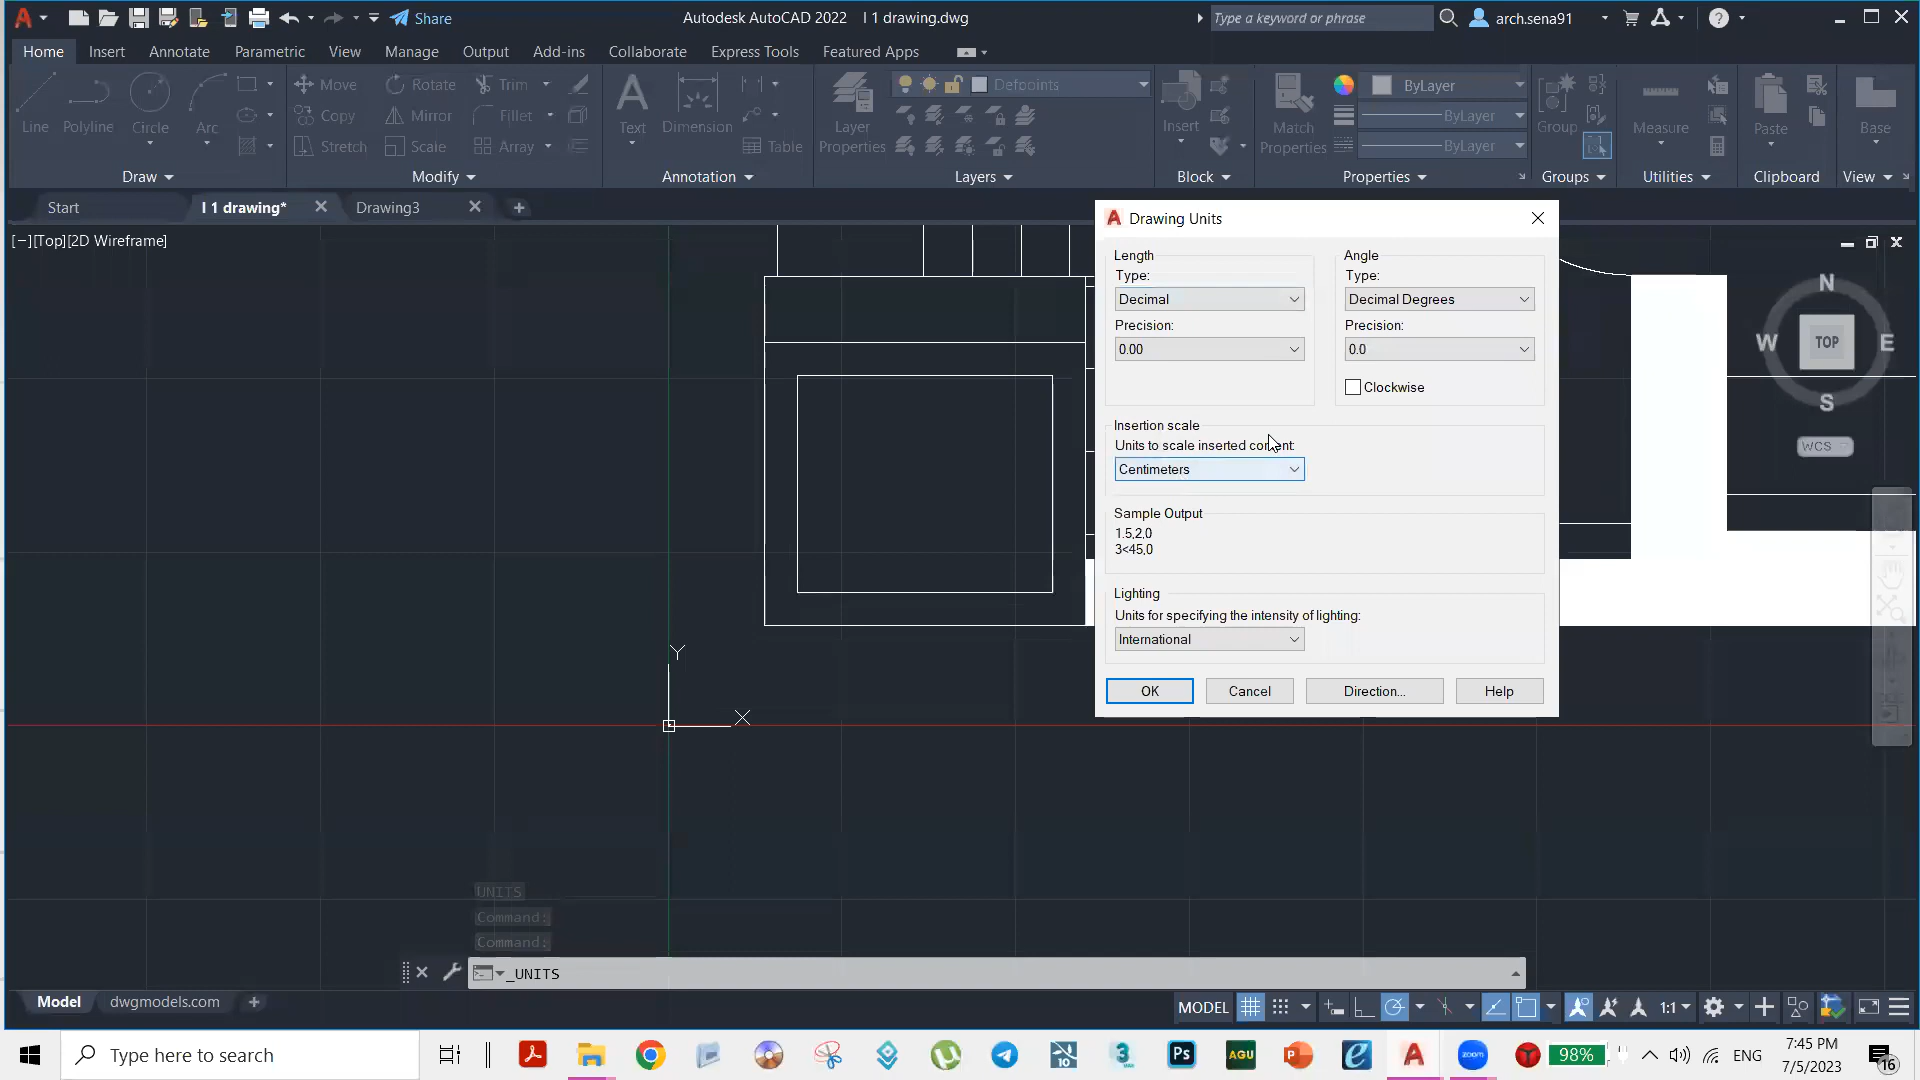 Share
Autodesk AutoCAD 2022 I 1 drawing.dwg
Type a keyword or phrase
arch.sena91
Home Insert Annotate Parametric View Manage Output Add-ins Collaborate Express Tools Featured Apps
Line Polyline Circle Arc
Move Rotate Trim
Copy Mirror Fillet
Stretch Scale Array
Text Dimension Table
Layer Properties
Defpoints
Insert
Match Properties
ByLayer
ByLayer
ByLayer
Group
Measure
Paste
Base
Draw Modify Annotation Layers Block Properties Groups Utilities Clipboard View
Start I 1 drawing* Drawing3
[−][Top][2D Wireframe]
N
W TOP E
S
WCS
Y
X
Drawing Units
Length
Type:
Decimal
Precision:
0.00
Angle
Type:
Decimal Degrees
Precision:
0.0
Clockwise
Insertion scale
Units to scale inserted content:
Centimeters
Sample Output
1.5,2,0
3<45,0
Lighting
Units for specifying the intensity of lighting:
International
OK Cancel Direction... Help
UNITS
Command:
Command:
_UNITS
Model dwgmodels.com
MODEL 1:1
Type here to search
10
Ps
AGU
zoom
98%
ENG
7:45 PM
7/5/2023
16